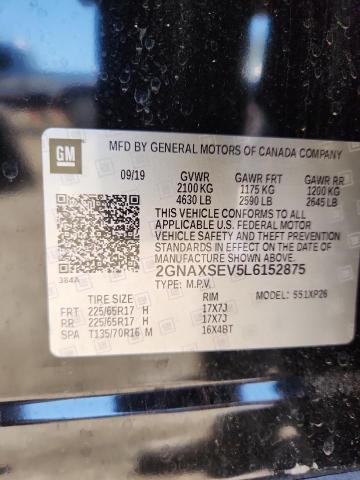 GM
MFD BY GENERAL MOTORS OF CANADA COMPANY
09/19 GVWR GAWR FRT GAWR RR
2100 KG 1175 KG 1200 KG
4630 LB 2590 LB 2645 LB
THIS VEHICLE CONFORMS TO ALL
APPLICABLE U.S. FEDERAL MOTOR
VEHICLE SAFETY AND THEFT
PREVENTION STANDARDS IN EFFECT
ON THE DATE OF MANUFACTURE
MANUFACTURE SHOWN ABOVE.
2GNAXSEV5L6152875
384A
TYPE: M.P.V. MODEL: 551XP26
TIRE SIZE RIM
FRT 225/65R17 H 17X7J
RR 225/65R17 H 17X7J
SPA T135/70R16 M 16X4BT